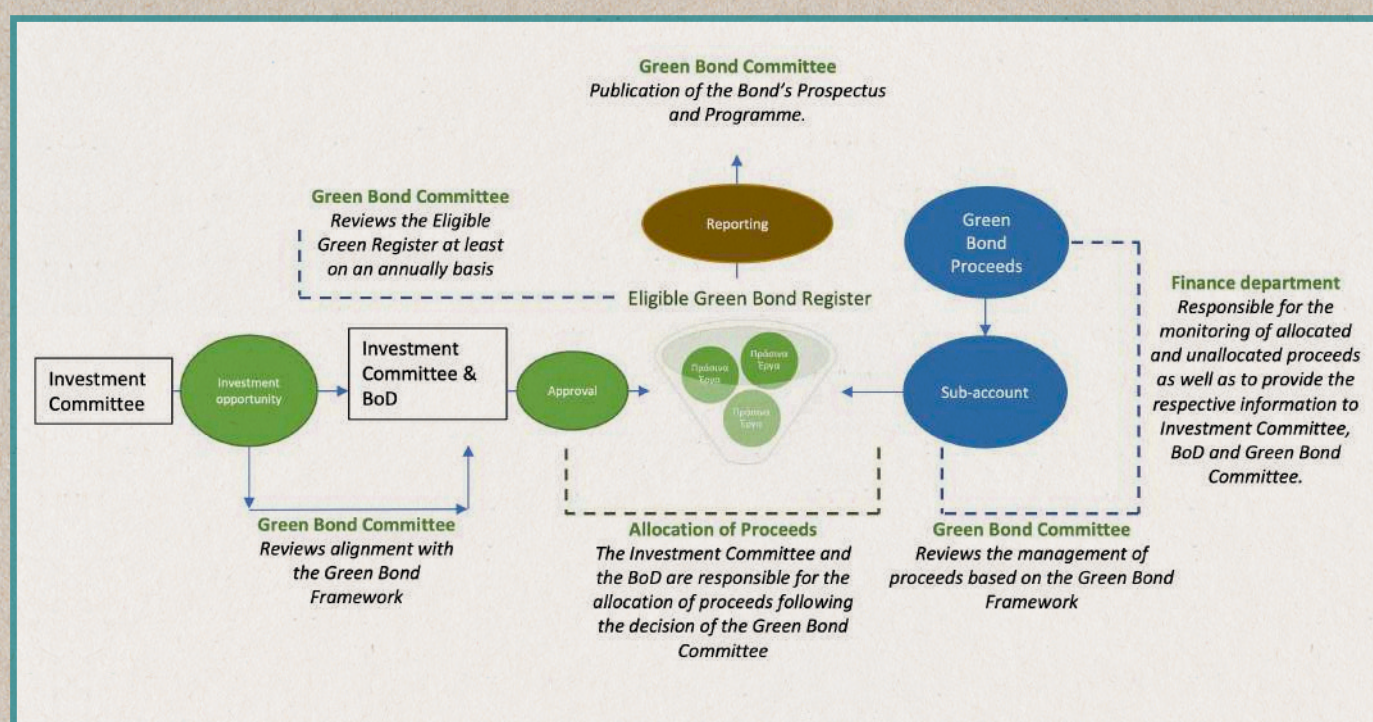 Green Bond Committee
Publication of the Bond's Prospectus
and Programme.
Green Bond Committee
Reviews the Eligible
Green Register at least
on an annually basis
Reporting
Green
Bond
Proceeds
Eligible Green Bond Register
Finance department
Responsible for the
monitoring of allocated
and unallocated proceeds
as well as to provide the
respective information to
Investment Committee,
BoD and Green Bond
Committee.
Investment
Committee
Investment
opportunity
Investment
Committee &
BoD
Approval
Πράσινα
Έργα
Πράσινα
Έργα
Πράσινα
Έργα
Sub-account
Green Bond Committee
Reviews alignment with
the Green Bond
Framework
Allocation of Proceeds
The Investment Committee and
the BoD are responsible for the
allocation of proceeds following
the decision of the Green Bond
Committee
Green Bond Committee
Reviews the management of
proceeds based on the Green Bond
Framework